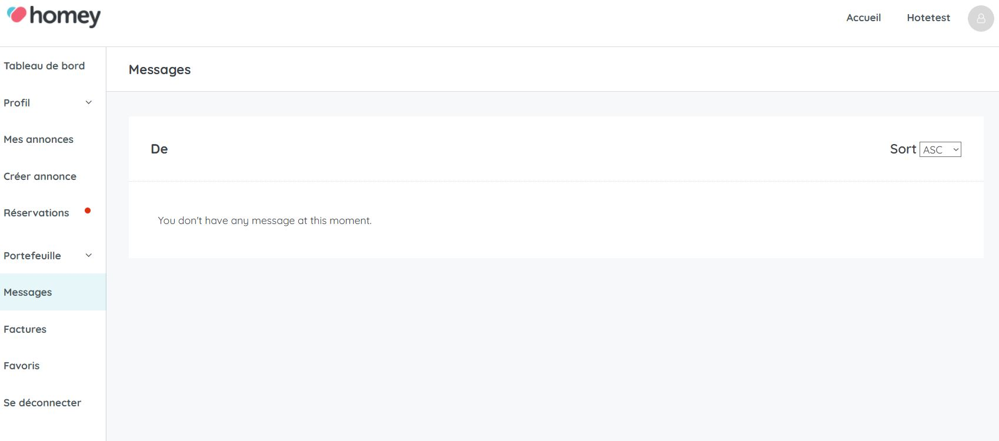 homey
Accueil
Hotetest
Tableau de bord
Profil
Mes annonces
Créer annonce
Réservations
Portefeuille
Messages
Factures
Favoris
Se déconnecter
Messages
De
Sort ASC
You don't have any message at this moment.